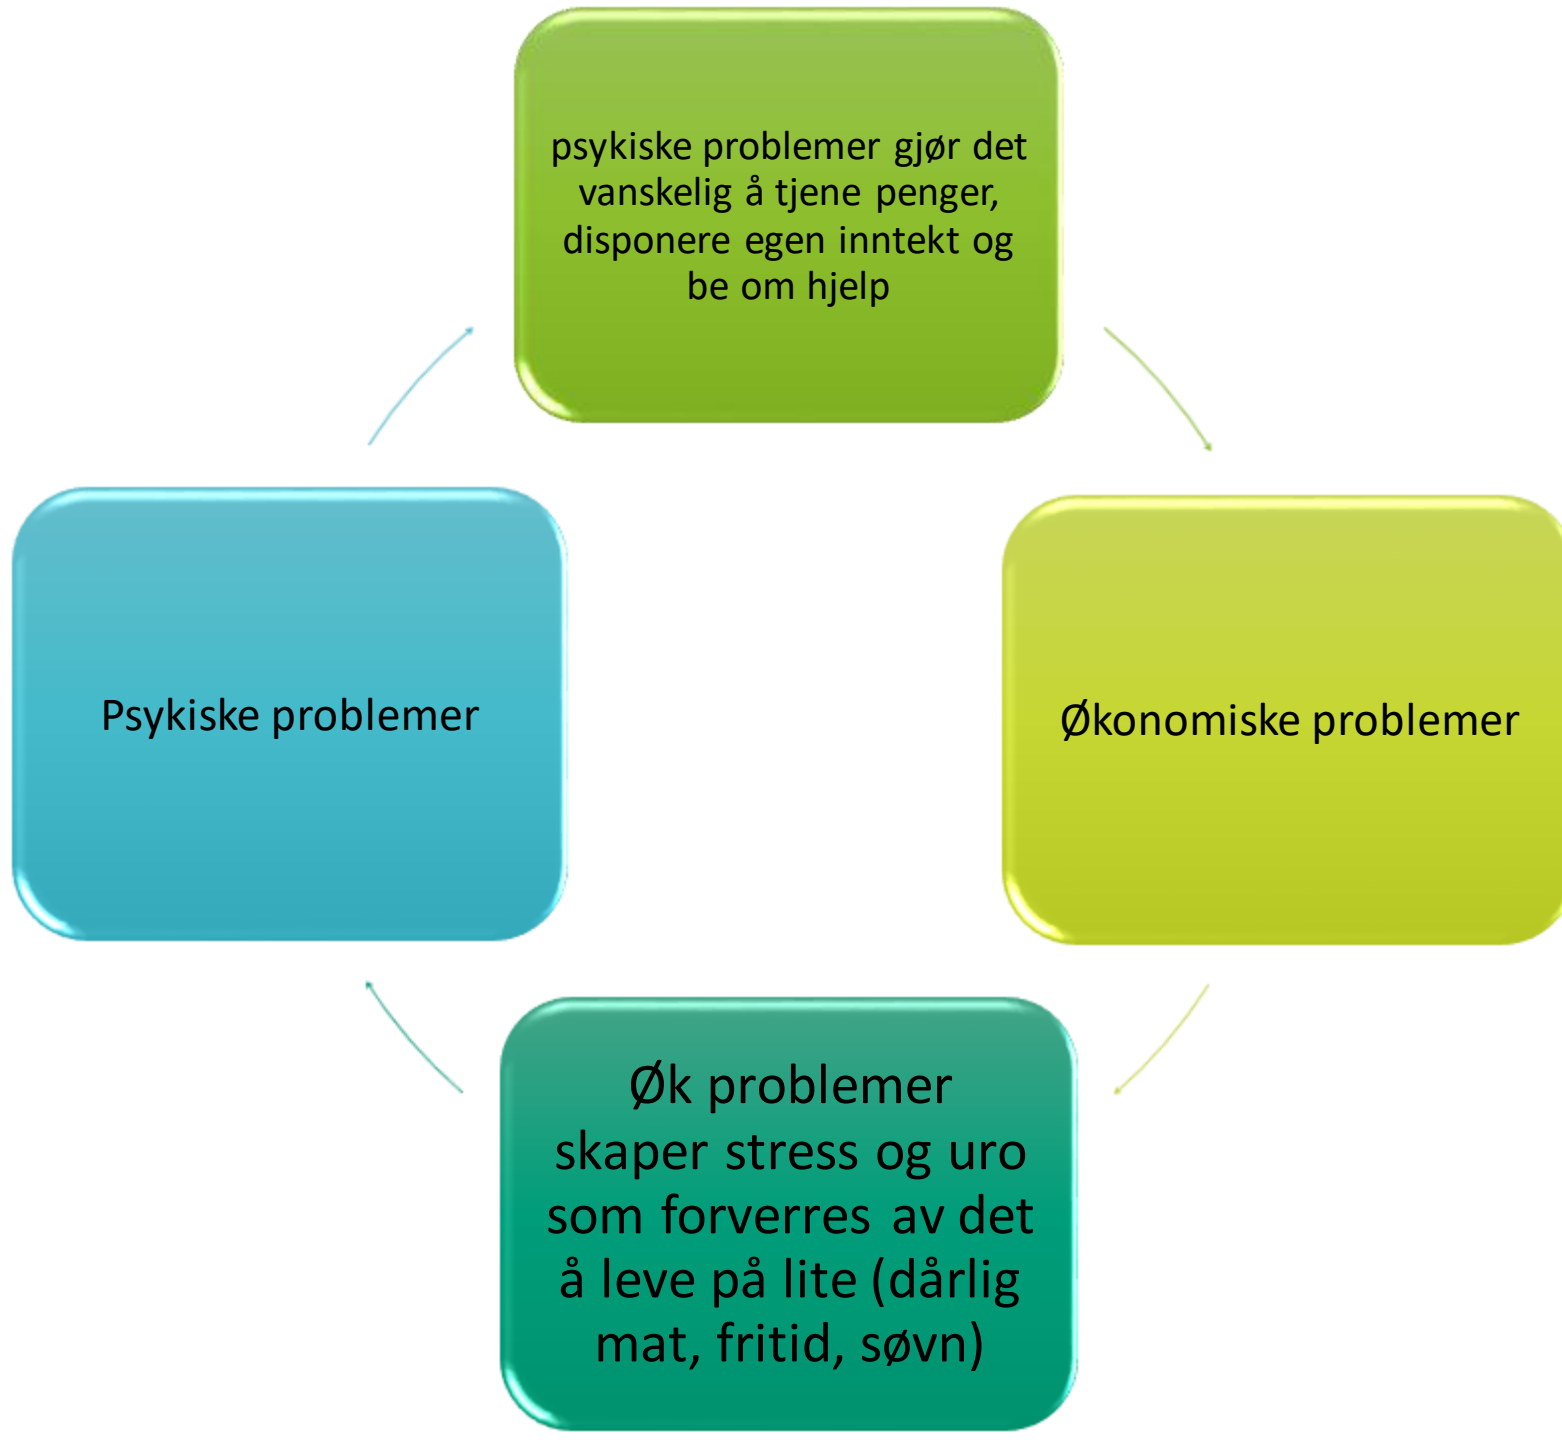 psykiske problemer gjør det
vanskelig å tjene penger,
disponere egen inntekt og
be om hjelp
Psykiske problemer
Økonomiske problemer
Øk problemer
skaper stress og uro
som forverres av det
å leve på lite (dårlig
mat, fritid, søvn)